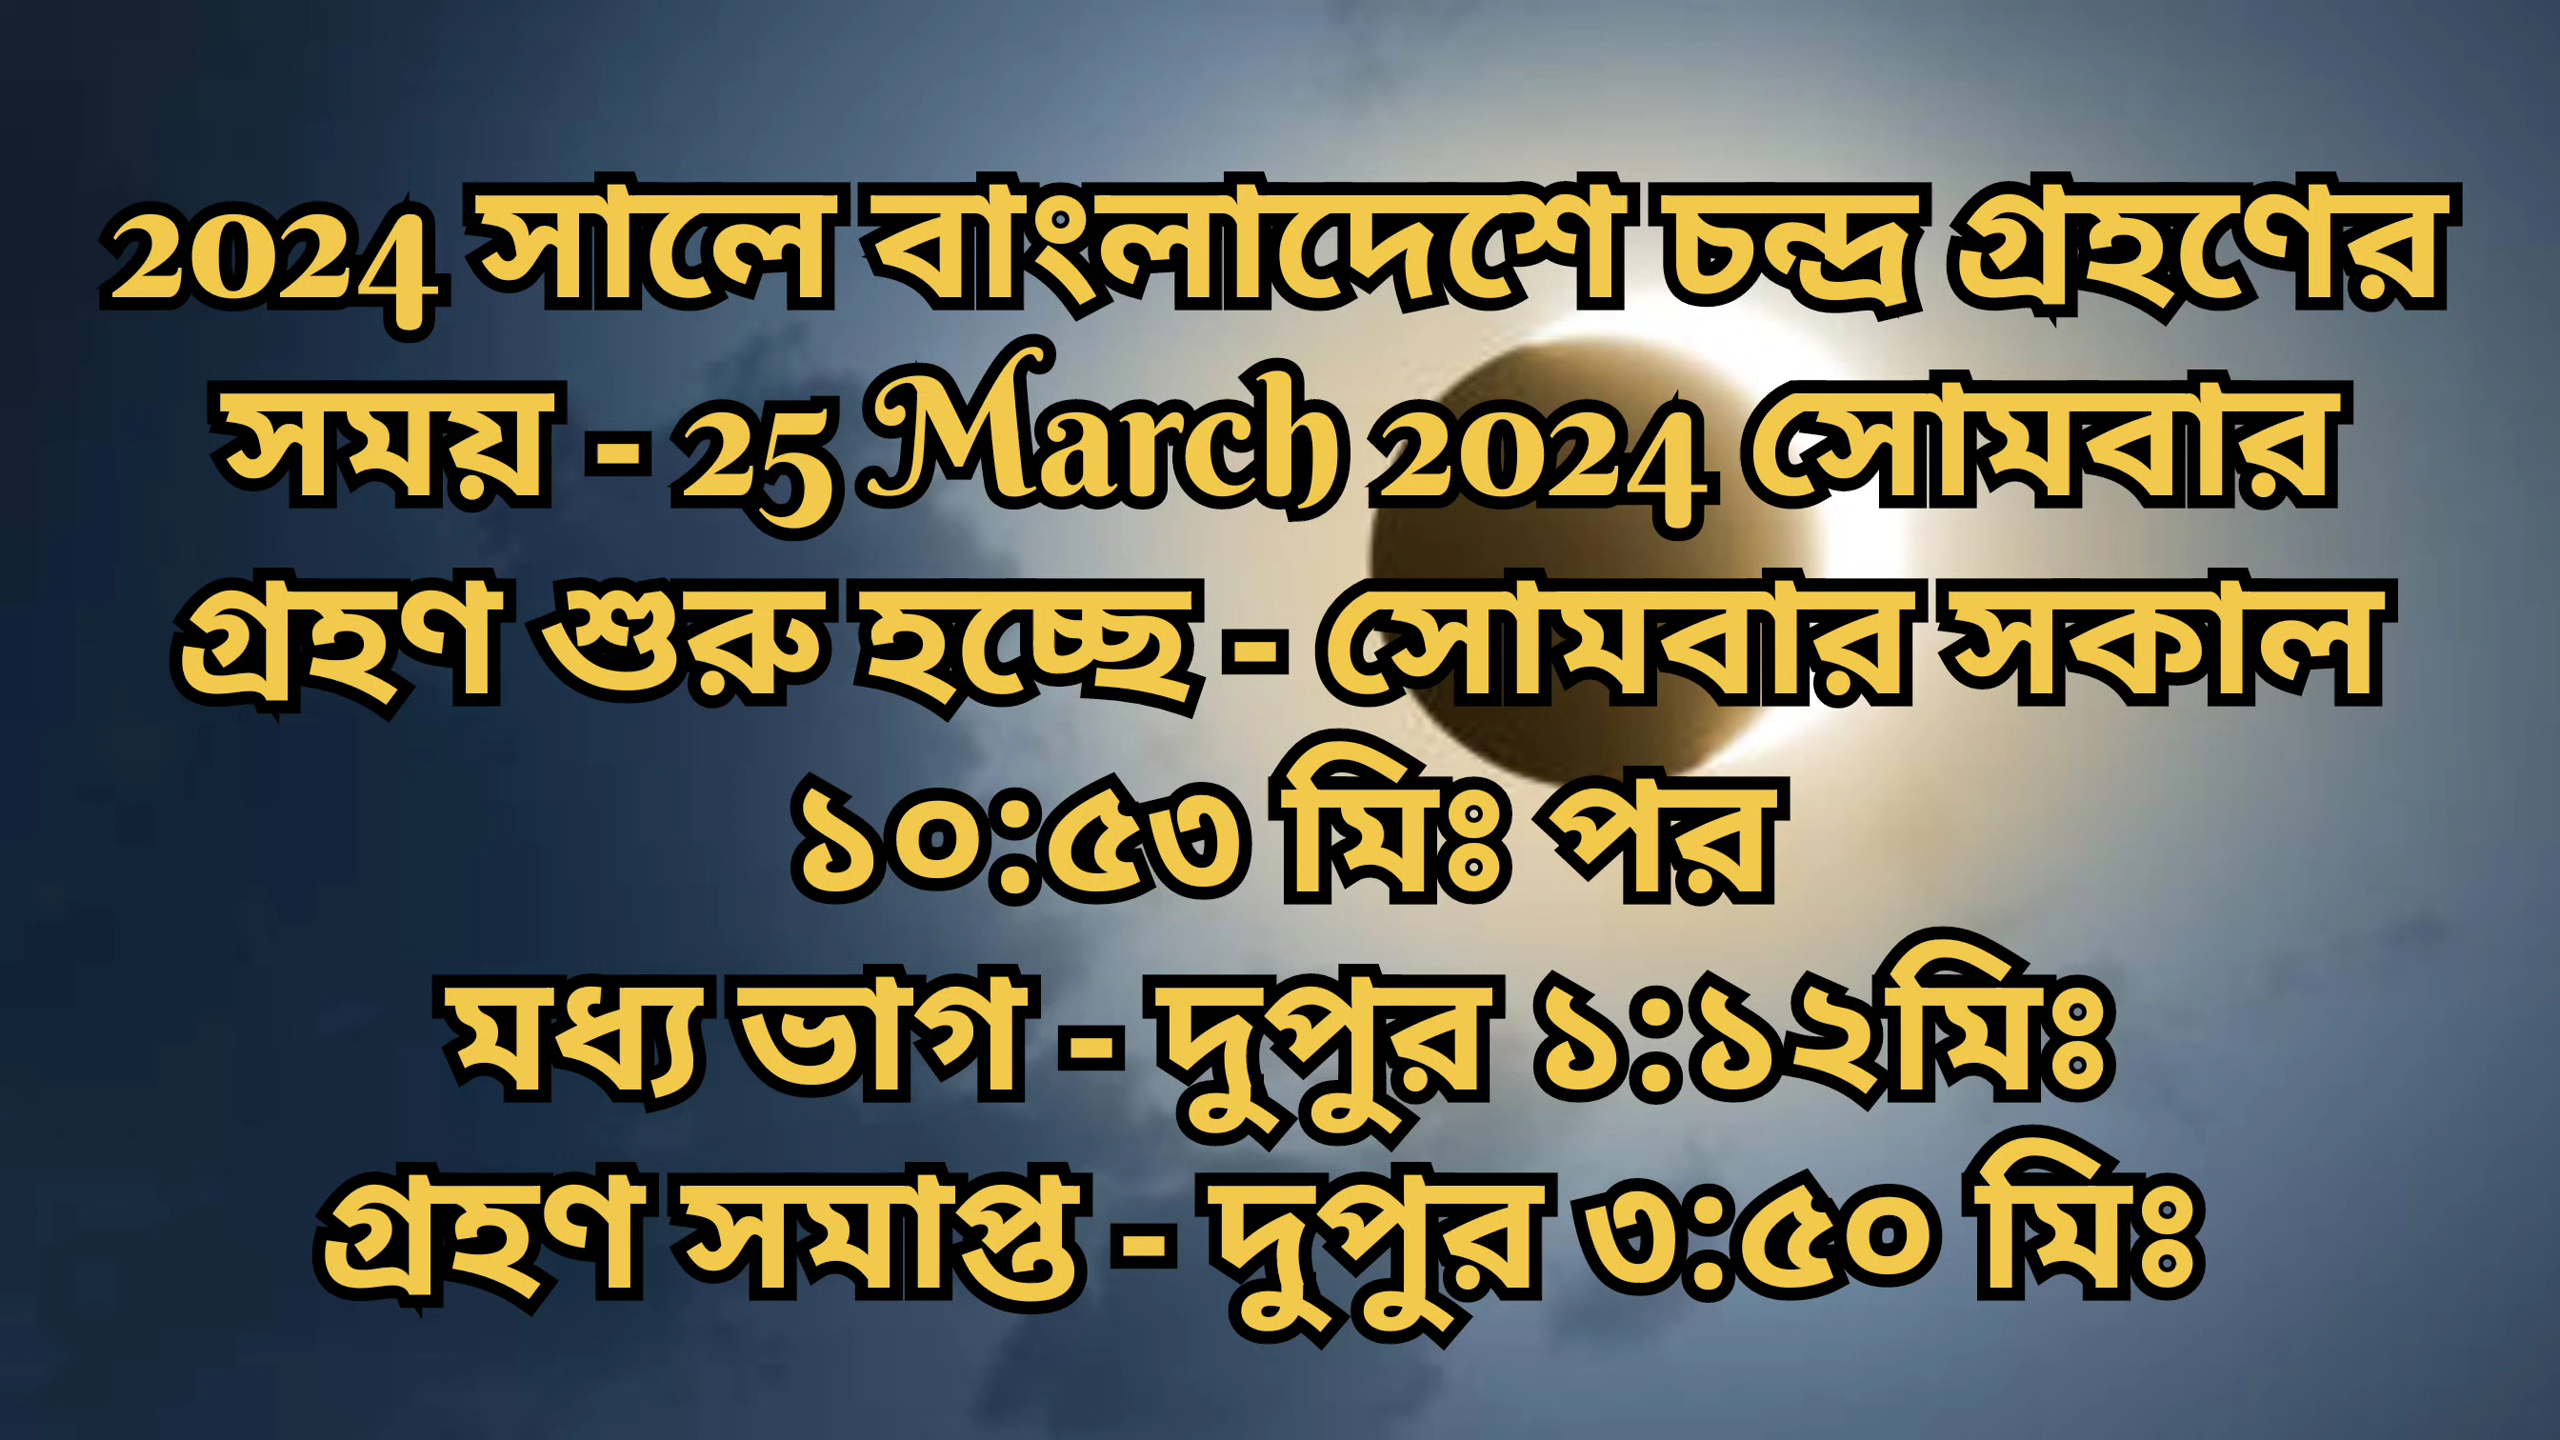 2024 সালে বাংলাদেশে চন্দ্র গ্রহণের
সময় - 25 March 2024 সোমবার
গ্রহণ শুরু হচ্ছে - সোমবার সকাল
১০:৫৩ মিঃ পর
মধ্য ভাগ - দুপুর ১:১২মিঃ
গ্রহণ সমাপ্ত - দুপুর ৩:৫০ মিঃ